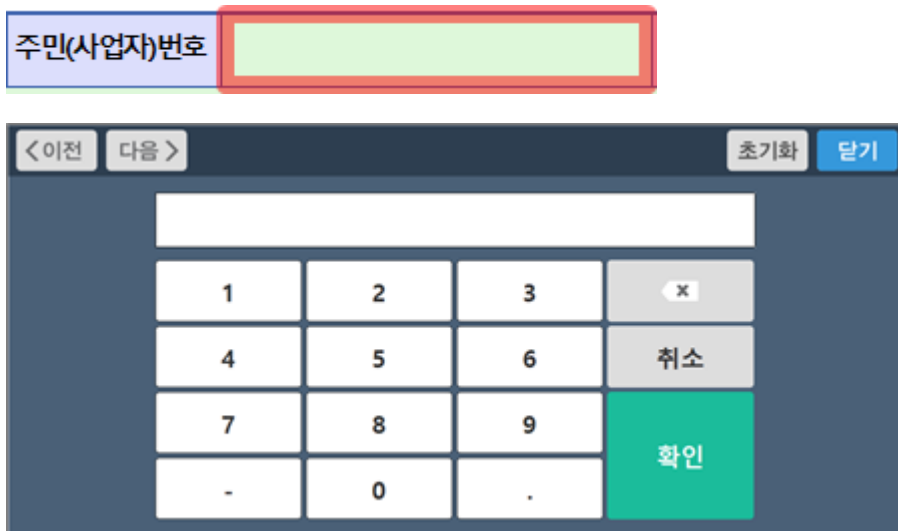 주민(사업자)번호
<이전 다음> 초기화 닫기
1 2 3 x
4 5 6 취소
7 8 9 확인
- 0 .